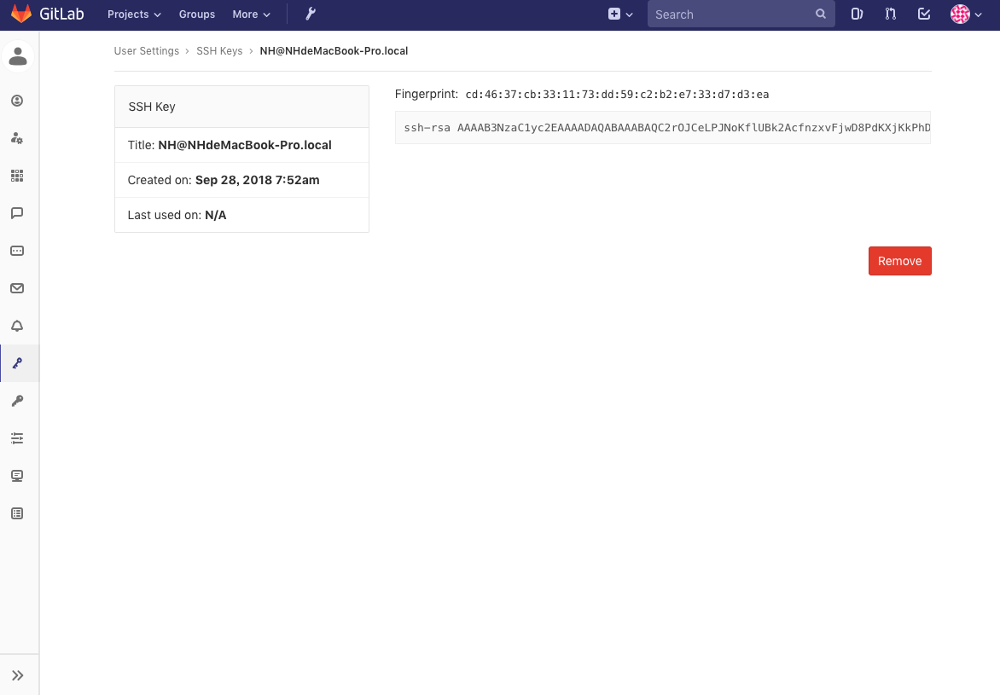 GitLab Projects Groups More Search
User Settings › SSH Keys › NH@NHdeMacBook-Pro.local
SSH Key
Title: NH@NHdeMacBook-Pro.local
Created on: Sep 28, 2018 7:52am
Last used on: N/A
Fingerprint: cd:46:37:cb:33:11:73:dd:59:c2:b2:e7:33:d7:d3:ea
ssh-rsa AAAAB3NzaC1yc2EAAAADAQABAAABAQC2rOJCeLPJNoKflUBk2AcfnzxvFjwD8PdKXjKkPhD
Remove